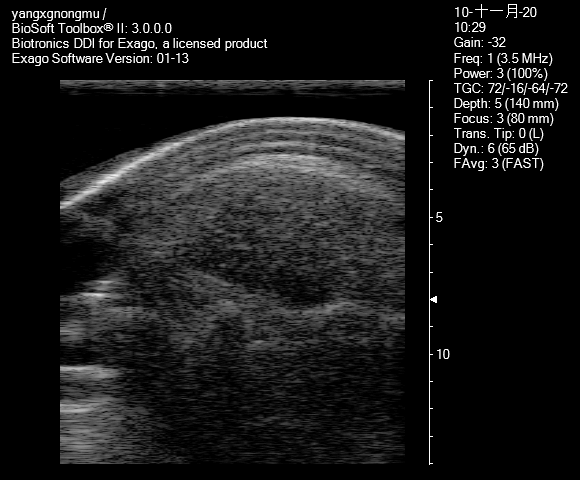 yangxgnongmu /
BioSoft Toolbox® II: 3.0.0.0
Biotronics DDI for Exago, a licensed product
Exago Software Version: 01-13
10-十一月-20
10:29
Gain: -32
Freq: 1 (3.5 MHz)
Power: 3 (100%)
TGC: 72/-16/-64/-72
Depth: 5 (140 mm)
Focus: 3 (80 mm)
Trans. Tip: 0 (L)
Dyn.: 6 (65 dB)
FAvg: 3 (FAST)
5
10